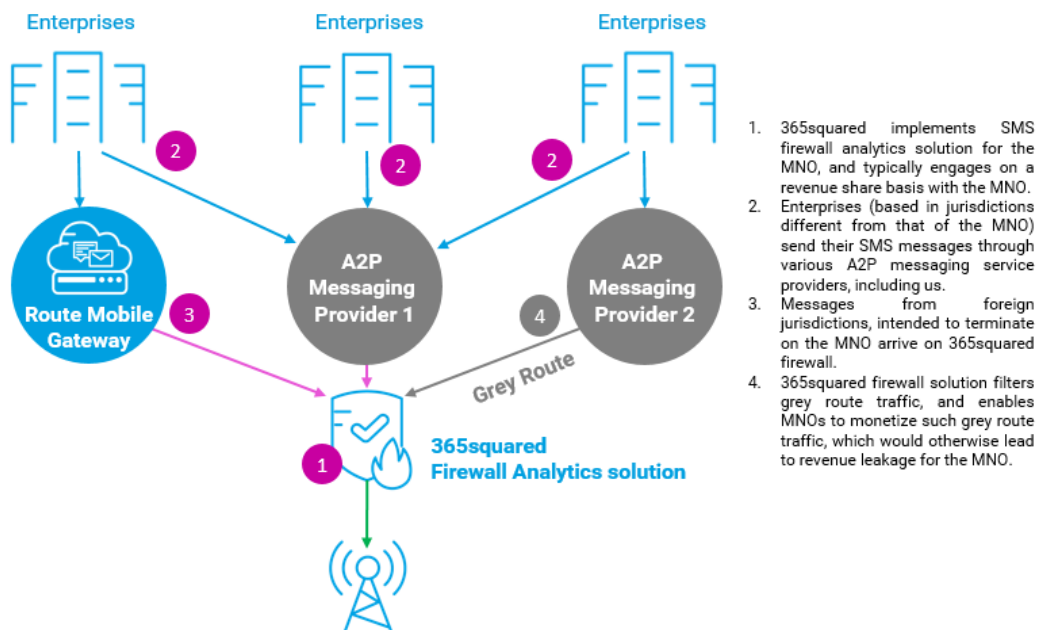 Enterprises
Enterprises
Enterprises
2
2
2
Route Mobile
Gateway
A2P
Messaging
Provider 1
A2P
Messaging
Provider 2
3
4
Grey Route
1
365squared
Firewall Analytics solution
1. 365squared implements SMS
firewall analytics solution for the
MNO, and typically engages on a
revenue share basis with the MNO.
2. Enterprises (based in jurisdictions
different from that of the MNO)
send their SMS messages through
various A2P messaging service
providers, including us.
3. Messages from foreign
jurisdictions, intended to terminate
on the MNO arrive on 365squared
firewall.
4. 365squared firewall solution filters
grey route traffic, and enables
MNOs to monetize such grey route
traffic, which would otherwise lead
to revenue leakage for the MNO.